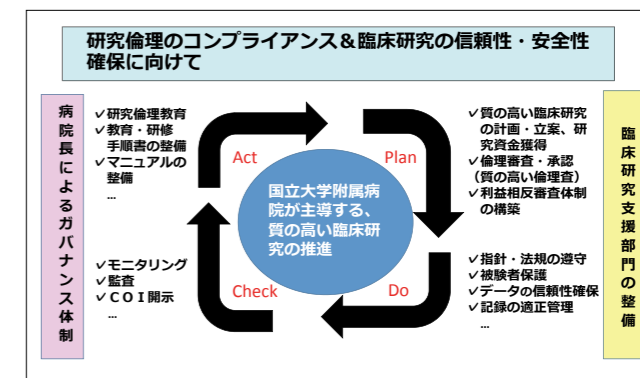 研究倫理のコンプライアンス＆臨床研究の信頼性・安全性
確保に向けて
病院長によるガバナンス体制
✓研究倫理教育
✓教育・研修
手順書の整備
✓マニュアルの
整備
...
Act
Plan
✓質の高い臨床研究
の計画・立案、研
究資金獲得
✓倫理審査・承認
（質の高い倫理査）
✓利益相反審査体制
の構築
国立大学附属病
院が主導する、
質の高い臨床研
究の推進
✓モニタリング
✓監査
✓ＣＯＩ開示
...
Check
Do
✓指針・法規の遵守
✓被験者保護
✓データの信頼性確保
✓記録の適正管理
...
臨床研究支援部門の整備